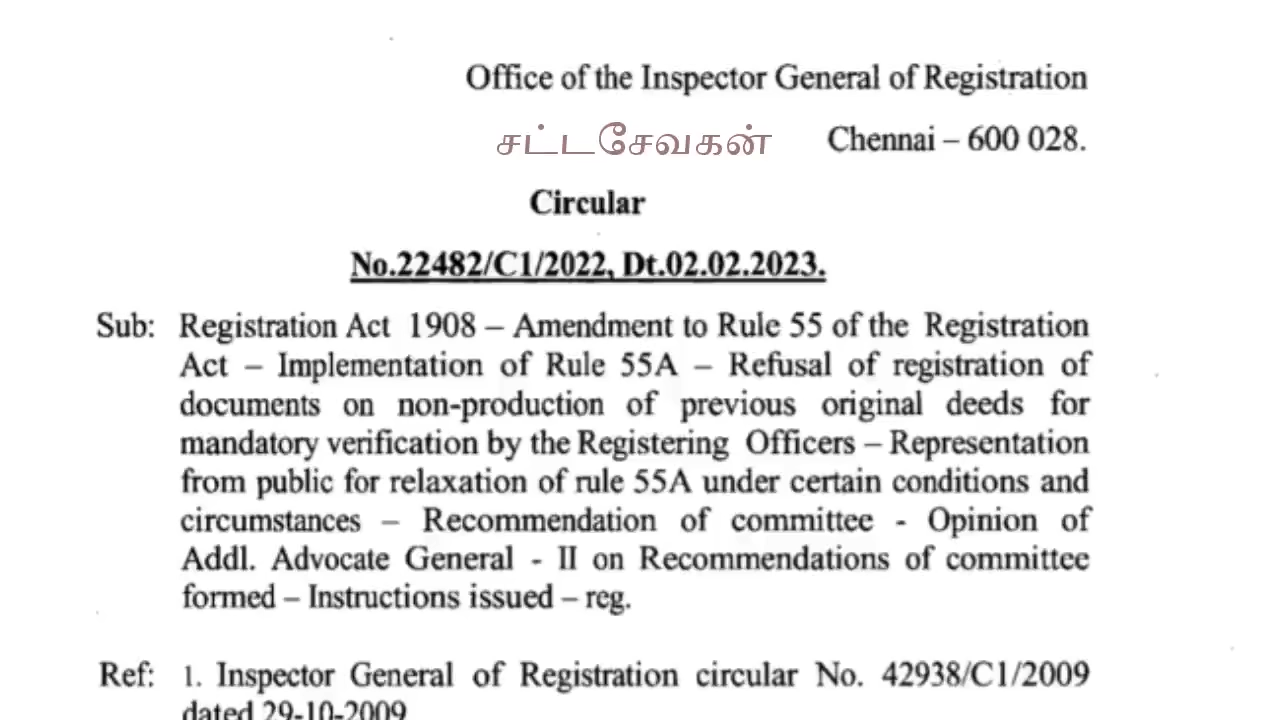 Office of the Inspector General of Registration
சட்டசேவகன்
Chennai – 600 028.
Circular
No.22482/C1/2022, Dt.02.02.2023.
Sub: Registration Act 1908 – Amendment to Rule 55 of the Registration
Act – Implementation of Rule 55A – Refusal of registration of
documents on non-production of previous original deeds for
mandatory verification by the Registering Officers – Representation
from public for relaxation of rule 55A under certain conditions and
circumstances – Recommendation of committee - Opinion of
Addl. Advocate General - II on Recommendations of committee
formed – Instructions issued – reg.
Ref: 1. Inspector General of Registration circular No. 42938/C1/2009
dated 29-10-2009